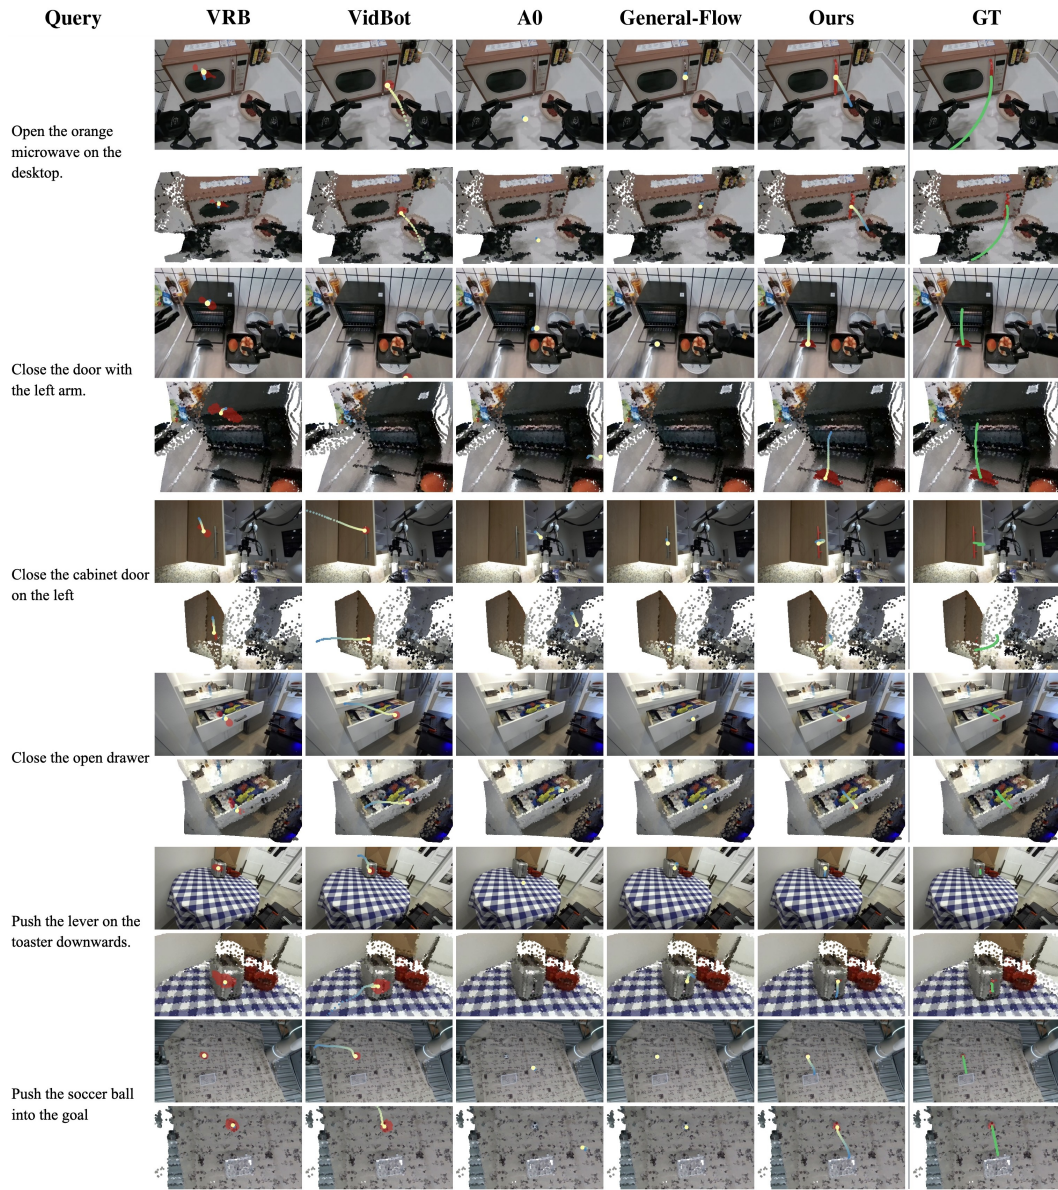 Query VRB VidBot A0 General-Flow Ours GT
Open the orange
microwave on the
desktop.
Close the door with
the left arm.
Close the cabinet door
on the left
Close the open drawer
Push the lever on the
toaster downwards.
Push the soccer ball
into the goal